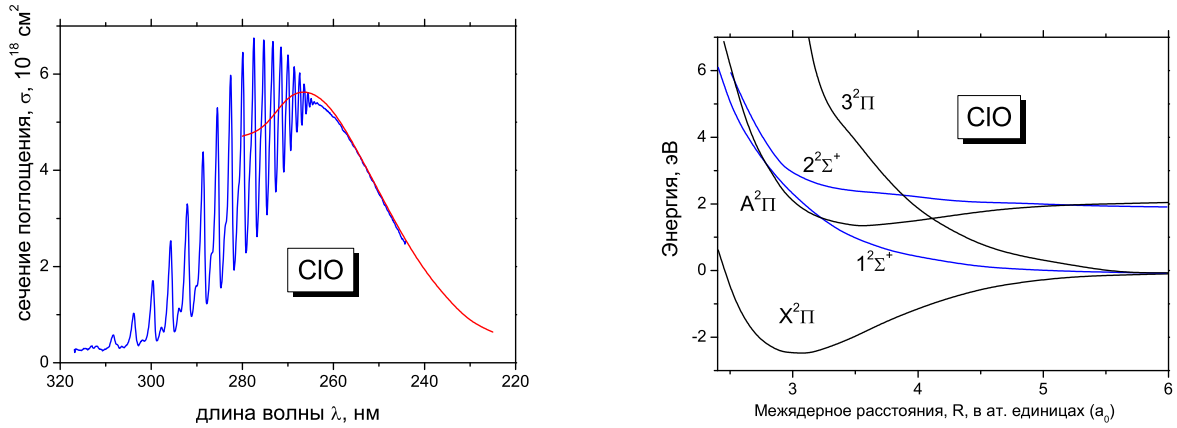 сечение поглощения, σ, 10¹⁸ см²
6
4
2
0
320
300
280
260
240
220
длина волны λ, нм
ClO
Энергия, эВ
6
4
2
0
-2
3
4
5
6
Межядерное расстояния, R, в ат. единицах (a₀)
ClO
3²Π
2²Σ⁺
A²Π
1²Σ⁺
X²Π